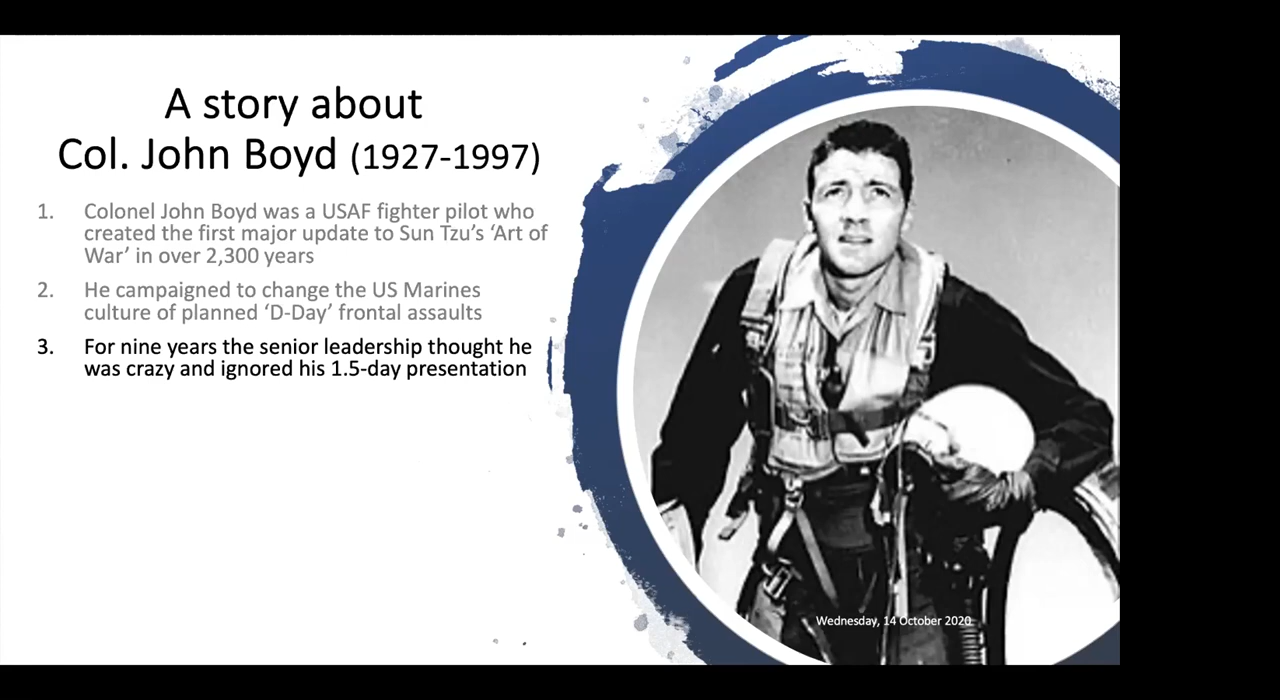 A story about
Col. John Boyd (1927-1997)
1. Colonel John Boyd was a USAF fighter pilot who
created the first major update to Sun Tzu's ‘Art of
War’ in over 2,300 years
2. He campaigned to change the US Marines
culture of planned ‘D-Day’ frontal assaults
3. For nine years the senior leadership thought he
was crazy and ignored his 1.5-day presentation
Wednesday, 14 October 2020